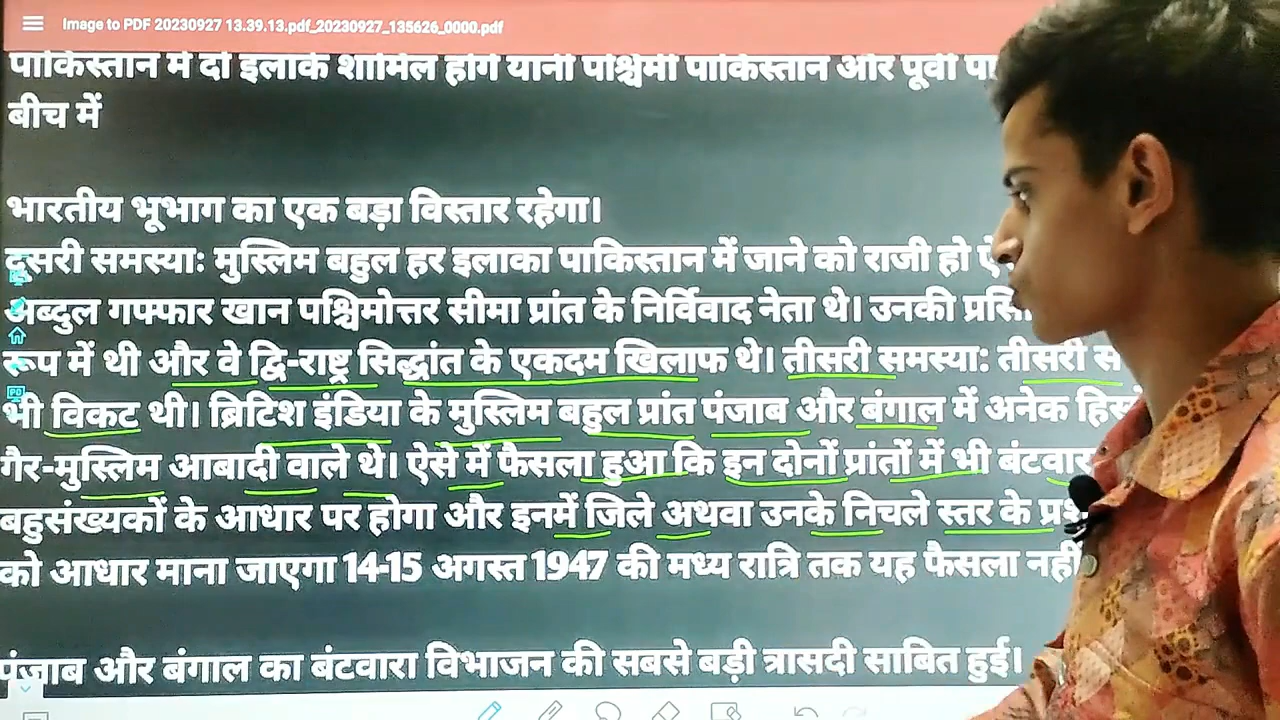 Image to PDF 20230927 13.39.13.pdf_20230927_135626_0000.pdf
पाकिस्तान में दो इलाके शामिल होंगे यानी पश्चिमी पाकिस्तान और पूर्वी
बीच में
भारतीय भूभाग का एक बड़ा विस्तार रहेगा।
दूसरी समस्याः मुस्लिम बहुल हर इलाका पाकिस्तान में जाने को राजी हो
अब्दुल गफ्फार खान पश्चिमोत्तर सीमा प्रांत के निर्विवाद नेता थे। उनकी
रूप में थी और वे द्वि-राष्ट्र सिद्धांत के एकदम खिलाफ थे। तीसरी समस्या: तीसरी
भी विकट थी। ब्रिटिश इंडिया के मुस्लिम बहुल प्रांत पंजाब और बंगाल में अनेक
गैर-मुस्लिम आबादी वाले थे। ऐसे में फैसला हुआ कि इन दोनों प्रांतों में भी
बहुसंख्यकों के आधार पर होगा और इनमें जिले अथवा उनके निचले स्तर के
को आधार माना जाएगा 14-15 अगस्त 1947 की मध्य रात्रि तक यह फैसला नहीं
पंजाब और बंगाल का बंटवारा विभाजन की सबसे बड़ी त्रासदी साबित हुई।